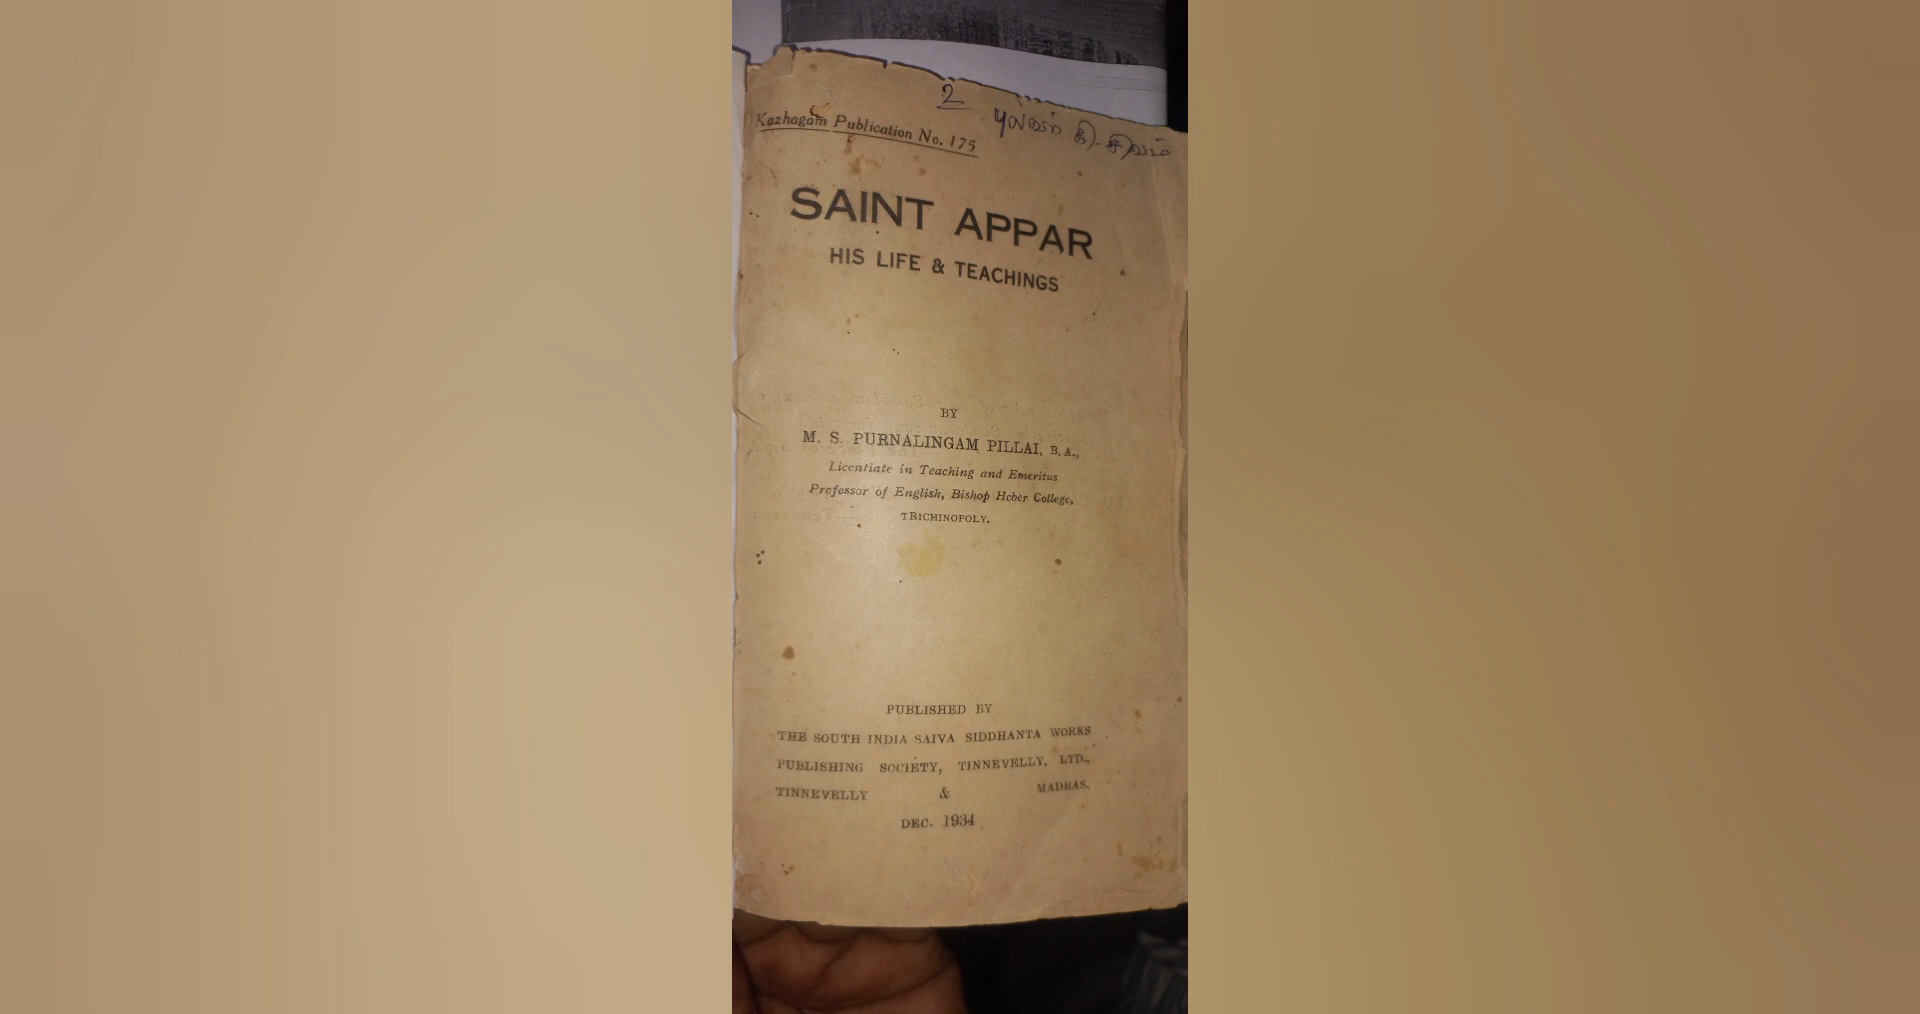 2
புலவர் கி. சிவம்
Kazhagam Publication No. 175
SAINT APPAR
HIS LIFE & TEACHINGS
BY
M. S. PURNALINGAM PILLAI, B.A.,
Licentiate in Teaching and Emeritus
Professor of English, Bishop Heber College,
TRICHINOPOLY.
PUBLISHED BY
THE SOUTH INDIA SAIVA SIDDHANTA WORKS
PUBLISHING SOCIETY, TINNEVELLY, LTD.,
TINNEVELLY & MADRAS.
DEC. 1934